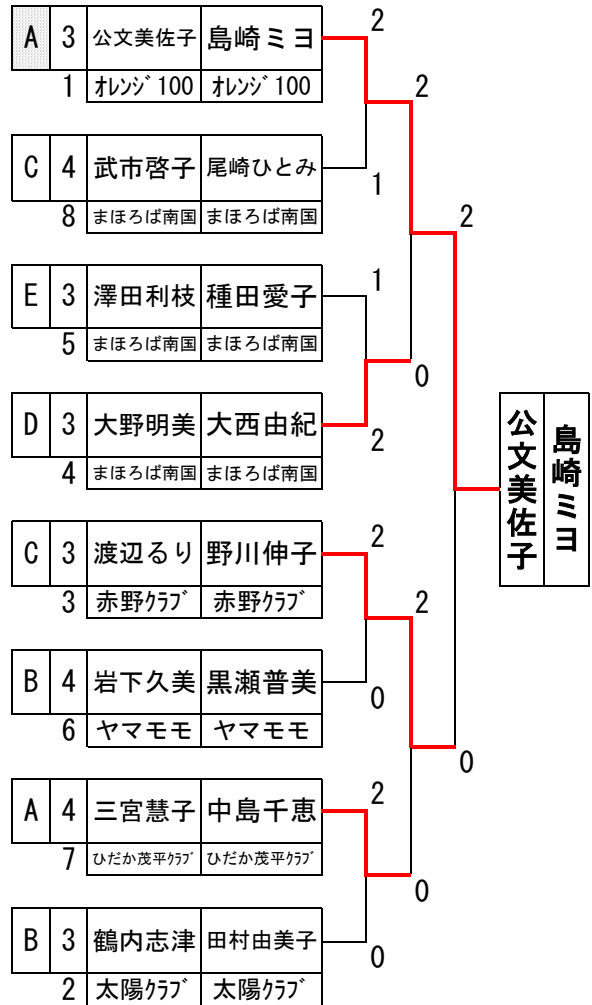 A 3 公文美佐子 島崎ミヨ 2
1 ｵﾚﾝｼﾞ100 ｵﾚﾝｼﾞ100 2
C 4 武市啓子 尾崎ひとみ 1
8 まほろば南国 まほろば南国 2
E 3 澤田利枝 種田愛子 1
5 まほろば南国 まほろば南国 0
D 3 大野明美 大西由紀 2
4 まほろば南国 まほろば南国
公文美佐子 島崎ミヨ
C 3 渡辺るり 野川伸子 2
3 赤野ｸﾗﾌﾞ 赤野ｸﾗﾌﾞ 2
B 4 岩下久美 黒瀬普美 0
6 ヤマモモ ヤマモモ 0
A 4 三宮慧子 中島千恵 2
7 ひだか茂平ｸﾗﾌﾞ ひだか茂平ｸﾗﾌﾞ 0
B 3 鶴内志津 田村由美子 0
2 太陽ｸﾗﾌﾞ 太陽ｸﾗﾌﾞ